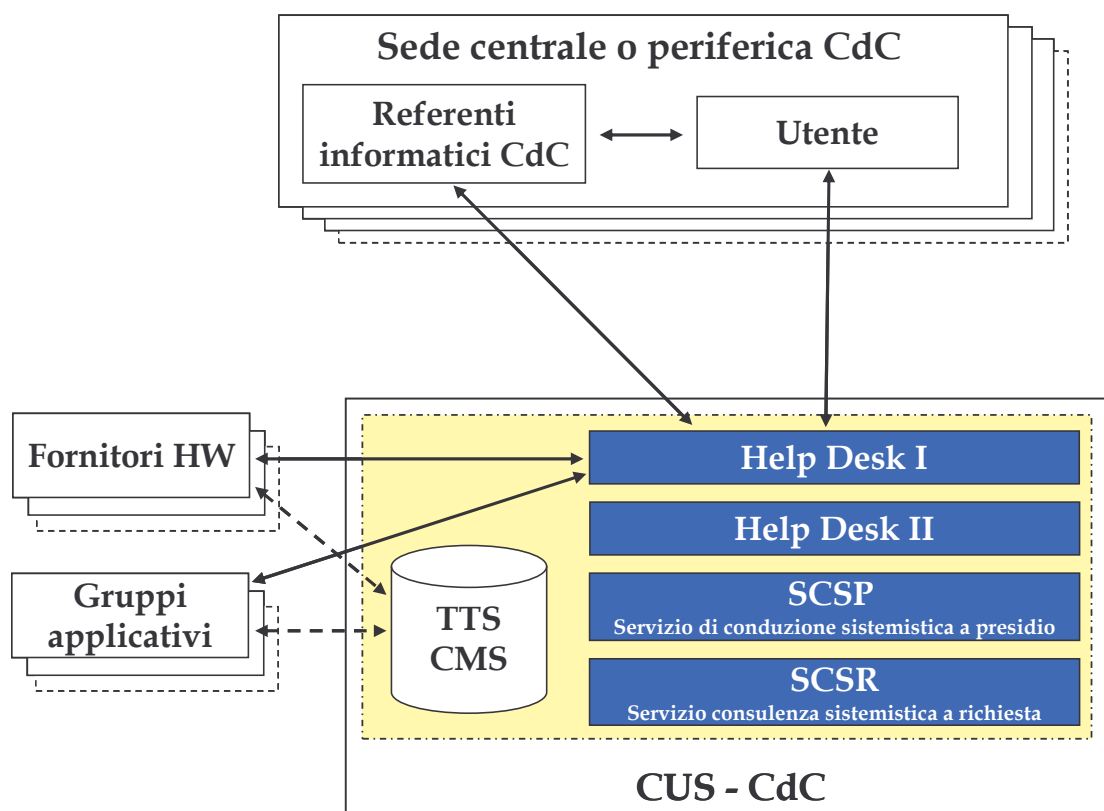 Sede centrale o periferica CdC
Referenti
informatici CdC
Utente
Fornitori HW
Gruppi
applicativi
TTS
CMS
Help Desk I
Help Desk II
SCSP
Servizio di conduzione sistemistica a presidio
SCSR
Servizio consulenza sistemistica a richiesta
CUS - CdC